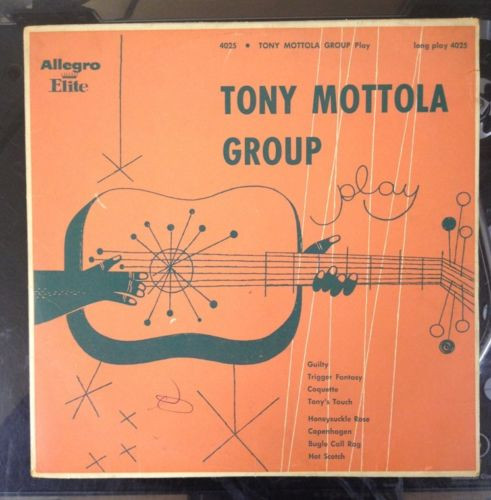 4025 • TONY MOTTOLA GROUP Play long play 4025
Allegro
Elite
TONY MOTTOLA
GROUP
play
Guilty
Trigger Fantasy
Coquette
Tony's Touch
Honeysuckle Rose
Copenhagen
Bugle Call Rag
Hot Scotch